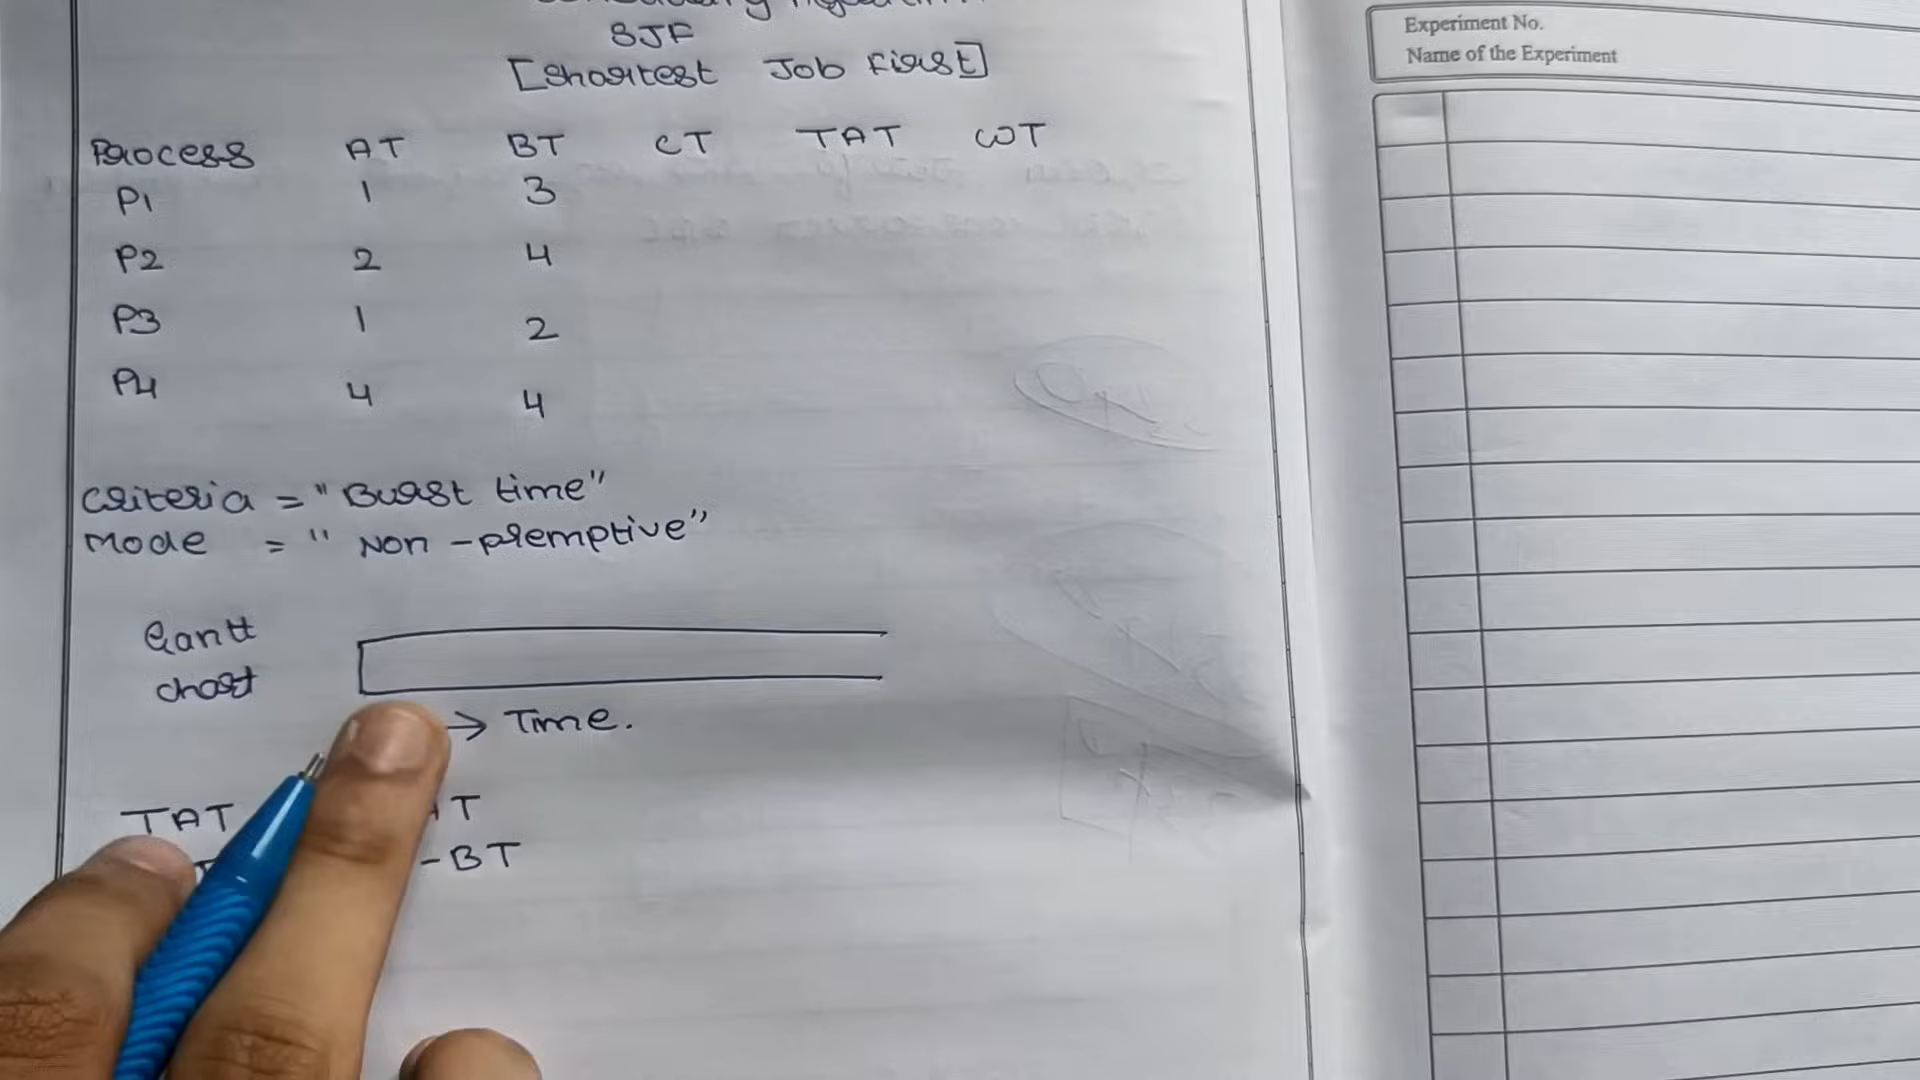 SJF
[Shortest Job First]
Process AT BT CT TAT WT
P1 1 3
P2 2 4
P3 1 2
P4 4 4
Criteria = "Burst time"
Mode = "Non-premptive"
Gantt
chart
→ Time.
TAT
-BT
Experiment No.
Name of the Experiment